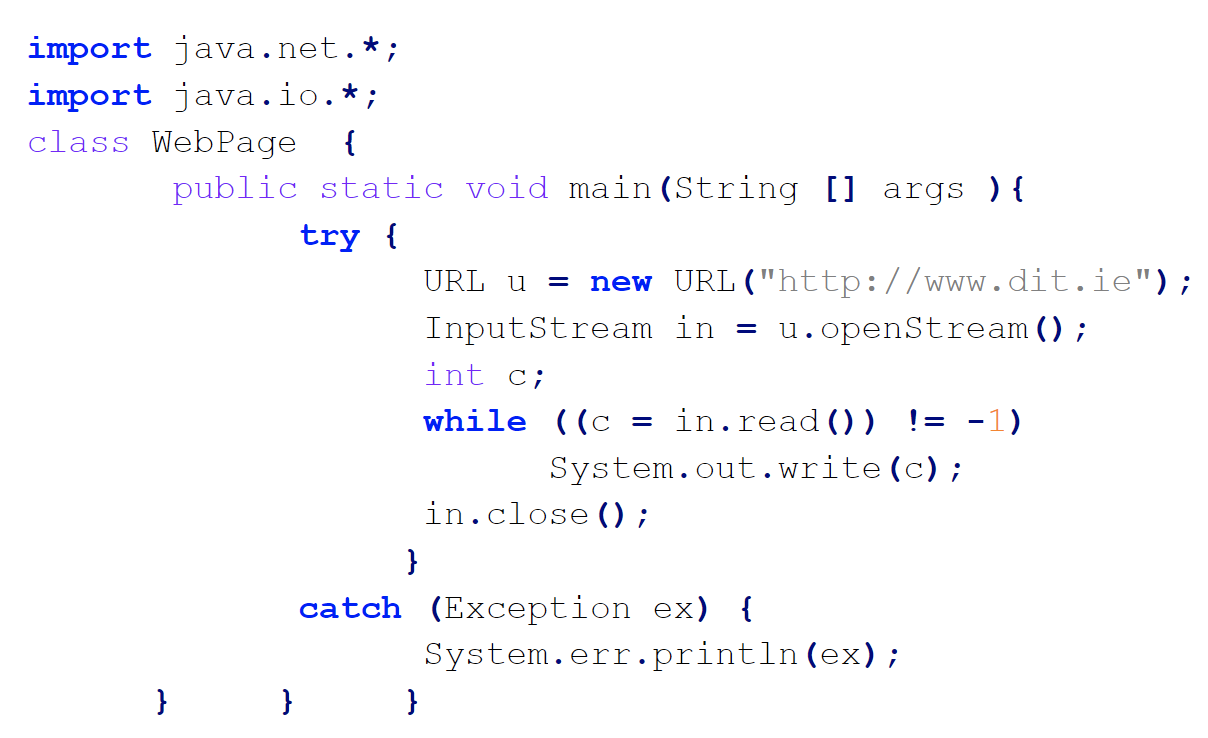 import java.net.*;
import java.io.*;
class WebPage  {
       public static void main(String [] args ){
             try {
                   URL u = new URL("http://www.dit.ie");
                   InputStream in = u.openStream();
                   int c;
                   while ((c = in.read()) != -1)
                         System.out.write(c);
                   in.close();
                  }
             catch (Exception ex) {
                   System.err.println(ex);
      }     }     }